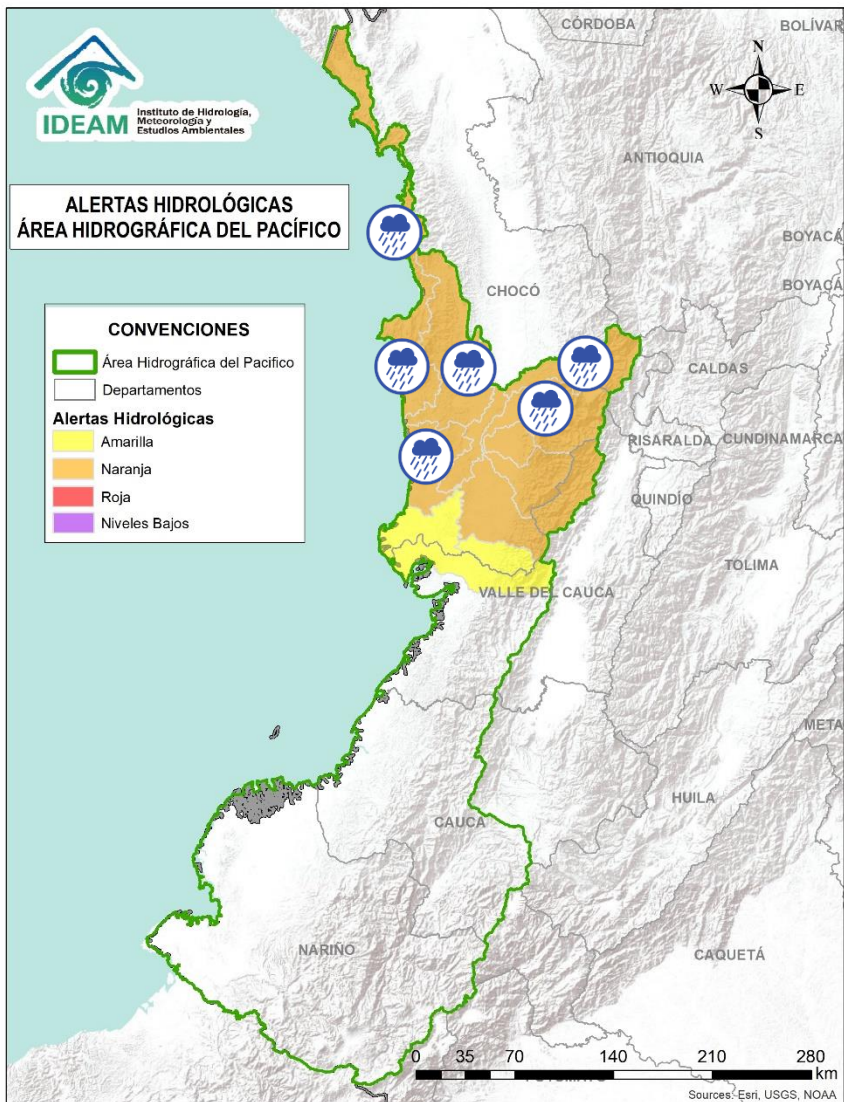 CÓRDOBA
BOLÍVAR
N
W E
S
IDEAM
Instituto de Hidrología,
Meteorología y
Estudios Ambientales
ANTIOQUIA
ALERTAS HIDROLÓGICAS
ÁREA HIDROGRÁFICA DEL PACÍFICO
BOYACÁ
BOYACÁ
CHOCÓ
CONVENCIONES
Área Hidrográfica del Pacifico
Departamentos
Alertas Hidrológicas
Amarilla
Naranja
Roja
Niveles Bajos
CALDAS
RISARALDA
CUNDINAMARCA
QUINDÍO
TOLIMA
VALLE DEL CAUCA
META
HUILA
CAUCA
NARIÑO
CAQUETÁ
0 35 70 140 210 280
km
Sources: Esri, USGS, NOAA